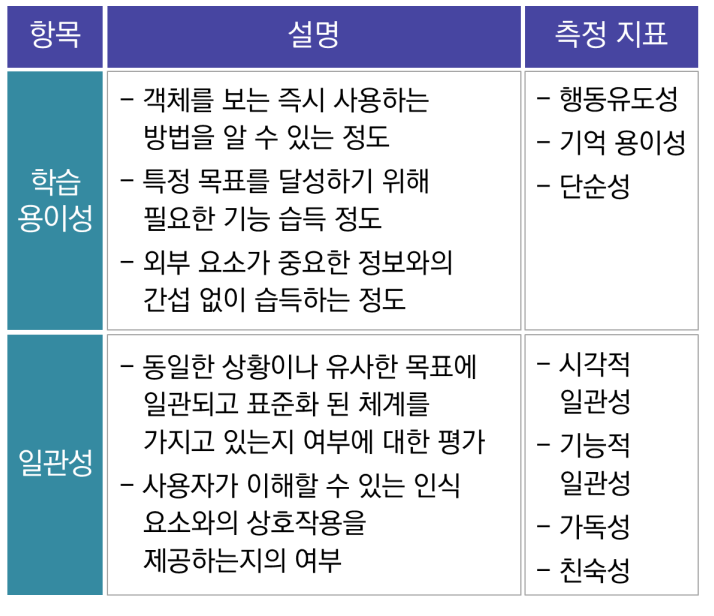 항목
설명
측정 지표
학습
용이성
– 객체를 보는 즉시 사용하는
방법을 알 수 있는 정도
– 특정 목표를 달성하기 위해
필요한 기능 습득 정도
– 외부 요소가 중요한 정보와의
간섭 없이 습득하는 정도
– 행동유도성
– 기억 용이성
– 단순성
일관성
– 동일한 상황이나 유사한 목표에
일관되고 표준화 된 체계를
가지고 있는지 여부에 대한 평가
– 사용자가 이해할 수 있는 인식
요소와의 상호작용을
제공하는지의 여부
– 시각적
일관성
– 기능적
일관성
– 가독성
– 친숙성